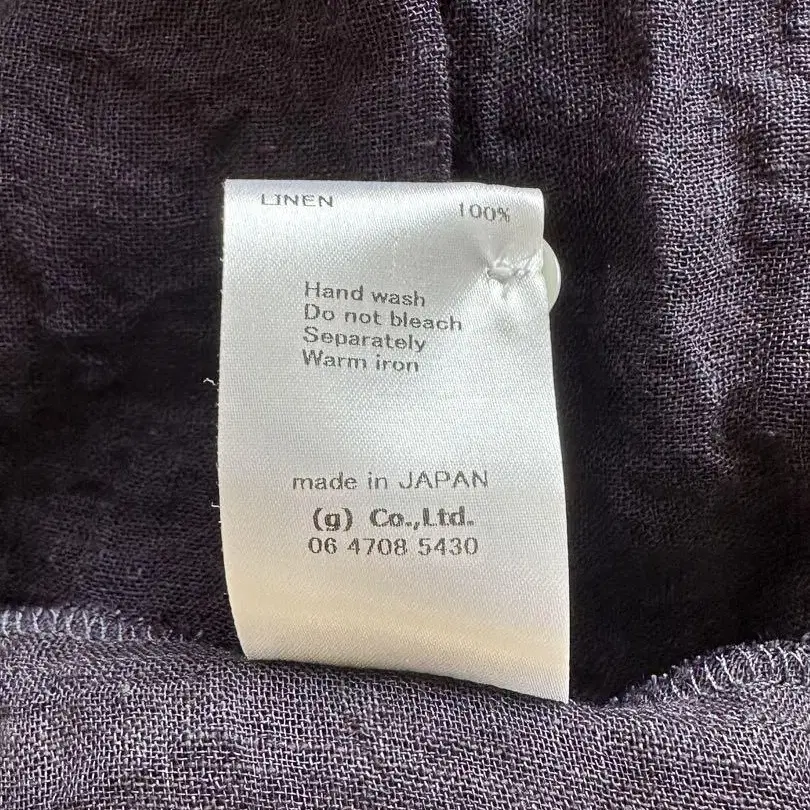 LINEN 100%
Hand wash
Do not bleach
Separately
Warm iron
made in JAPAN
(g) Co.,Ltd.
06 4708 5430